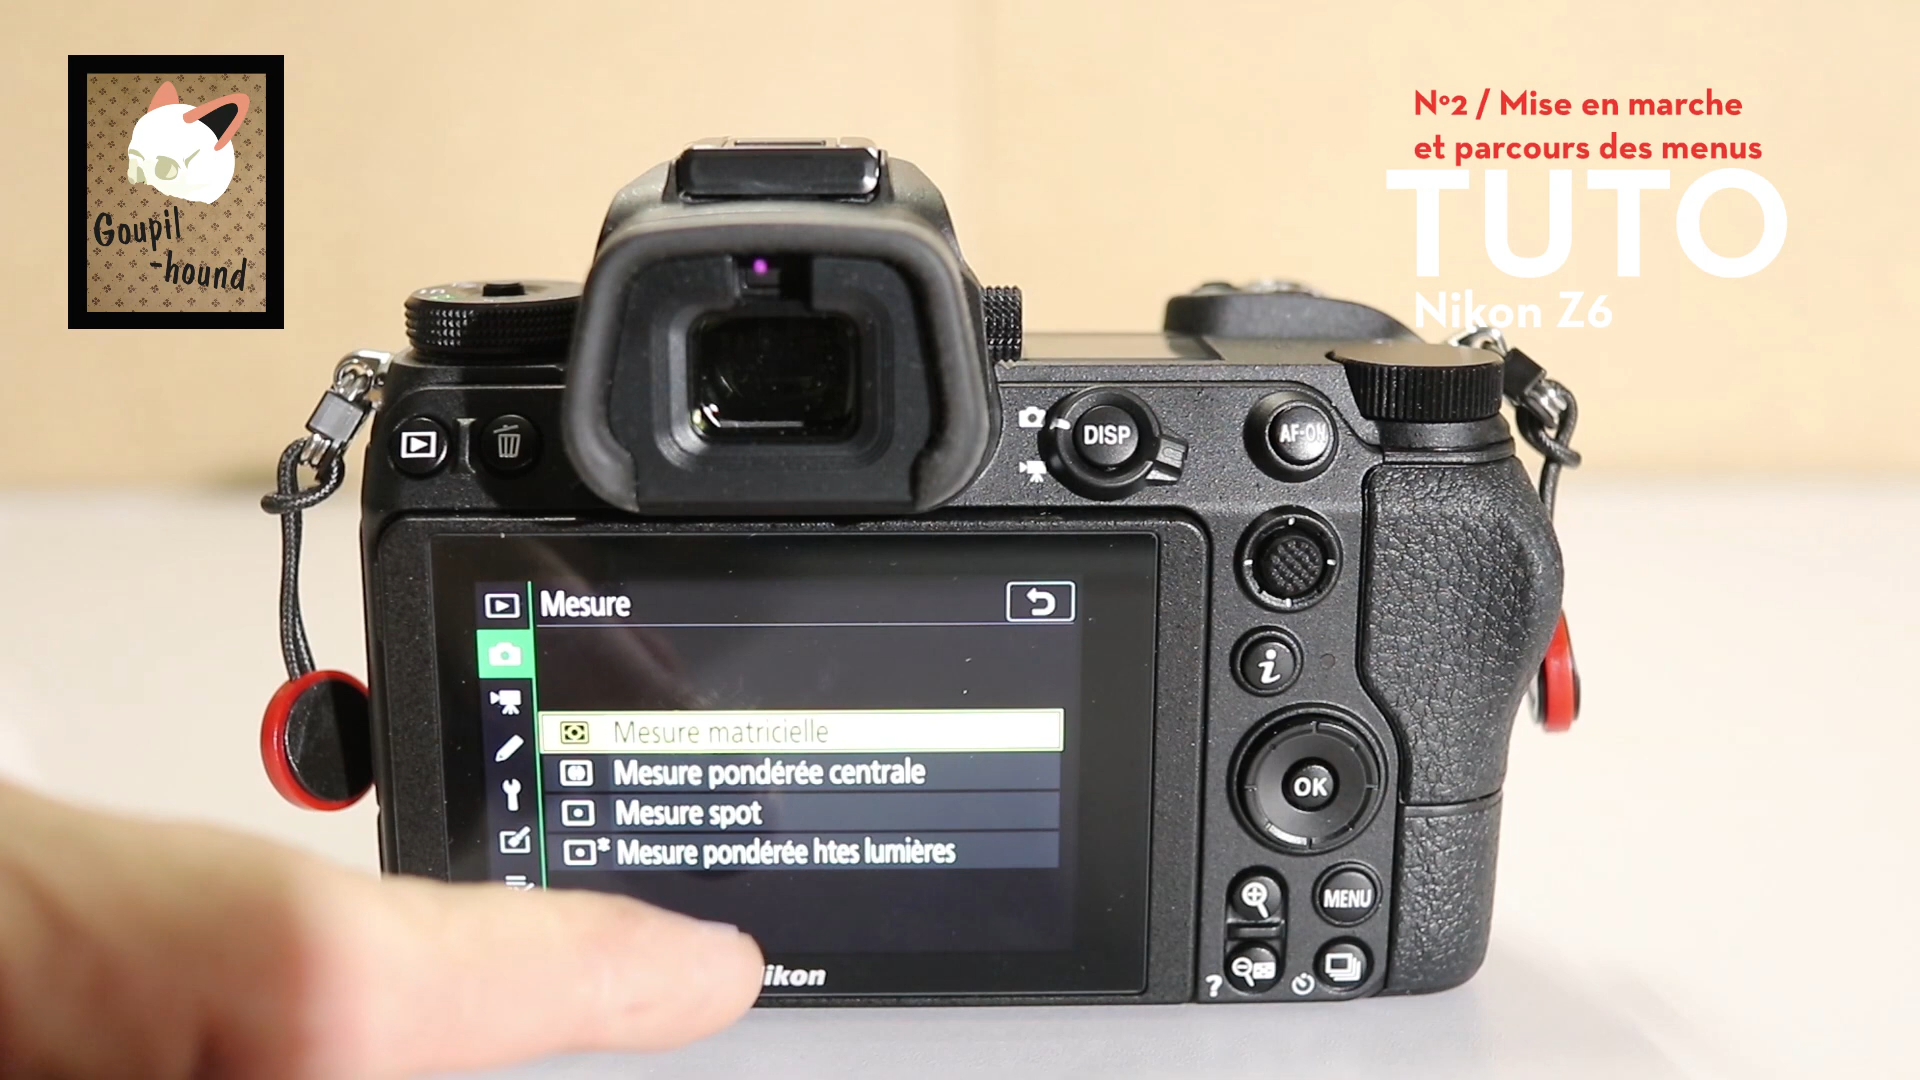 Goupil
-hound
N°2 / Mise en marche
et parcours des menus
TUTO
Nikon Z6
DISP
AF-ON
Mesure
Mesure matricielle
Mesure pondérée centrale
Mesure spot
Mesure pondérée htes lumières
i
OK
MENU
?
ikon